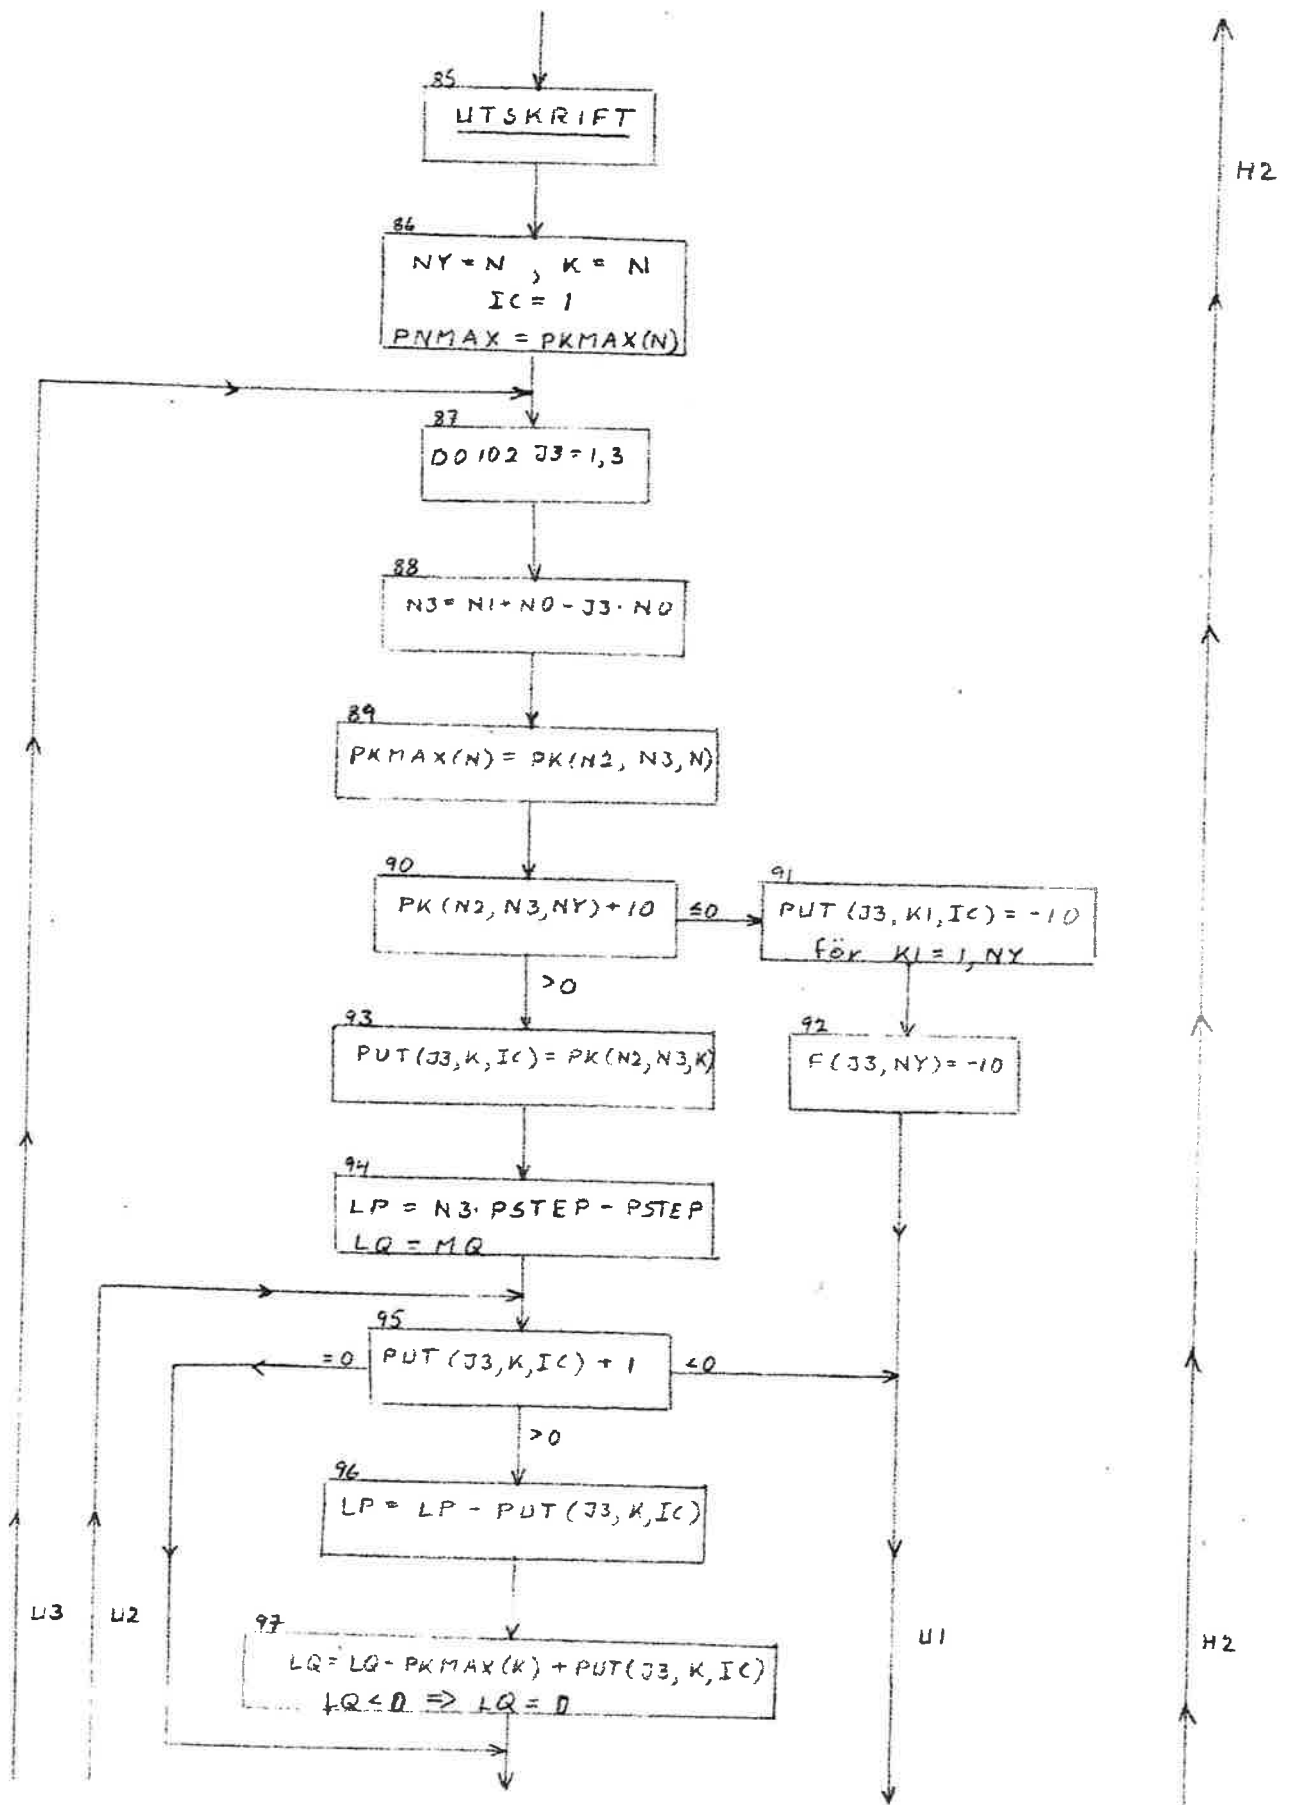 85
UTSKRIFT
H2
86
NY = N , K = N
IC = 1
PNMAX = PKMAX(N)
87
DO 102 J3 = 1,3
88
N3 = N1 + N0 - J3 · N0
89
PKMAX(N) = PK(N2, N3, N)
90
PK(N2, N3, NY) + 10
≤0
91
PUT (J3, K1, IC) = -10
för K1 = 1, NY
>0
92
F(J3, NY) = -10
93
PUT(J3, K, IC) = PK(N2, N3, K)
94
LP = N3 · PSTEP - PSTEP
LQ = MQ
95
=0
PUT (J3, K, IC) + 1
<0
>0
96
LP = LP - PUT (J3, K, IC)
U3
U2
U1
H2
97
LQ = LQ - PKMAX(K) + PUT(J3, K, IC)
LQ < 0 => LQ = 0